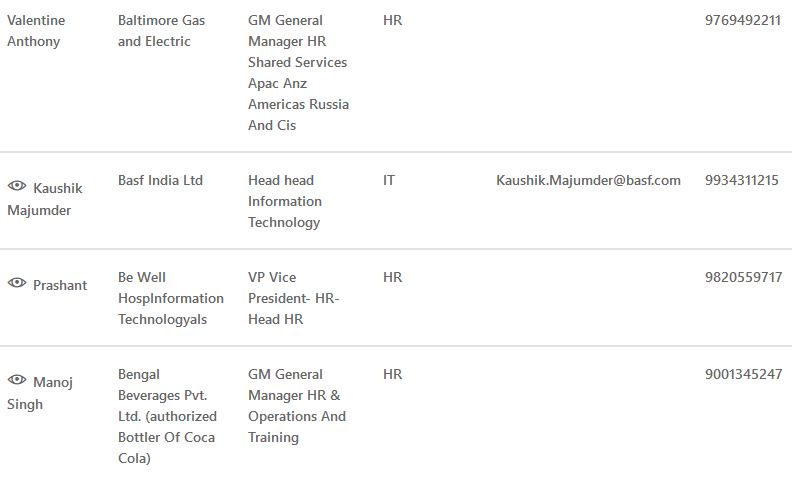 Valentine Anthony
Baltimore Gas and Electric
GM General Manager HR Shared Services Apac Anz Americas Russia And Cis
HR
9769492211
Kaushik Majumder
Basf India Ltd
Head head Information Technology
IT
Kaushik.Majumder@basf.com
9934311215
Prashant
Be Well HospInformation Technologyals
VP Vice President- HR- Head HR
HR
9820559717
Manoj Singh
Bengal Beverages Pvt. Ltd. (authorized Bottler Of Coca Cola)
GM General Manager HR & Operations And Training
HR
9001345247